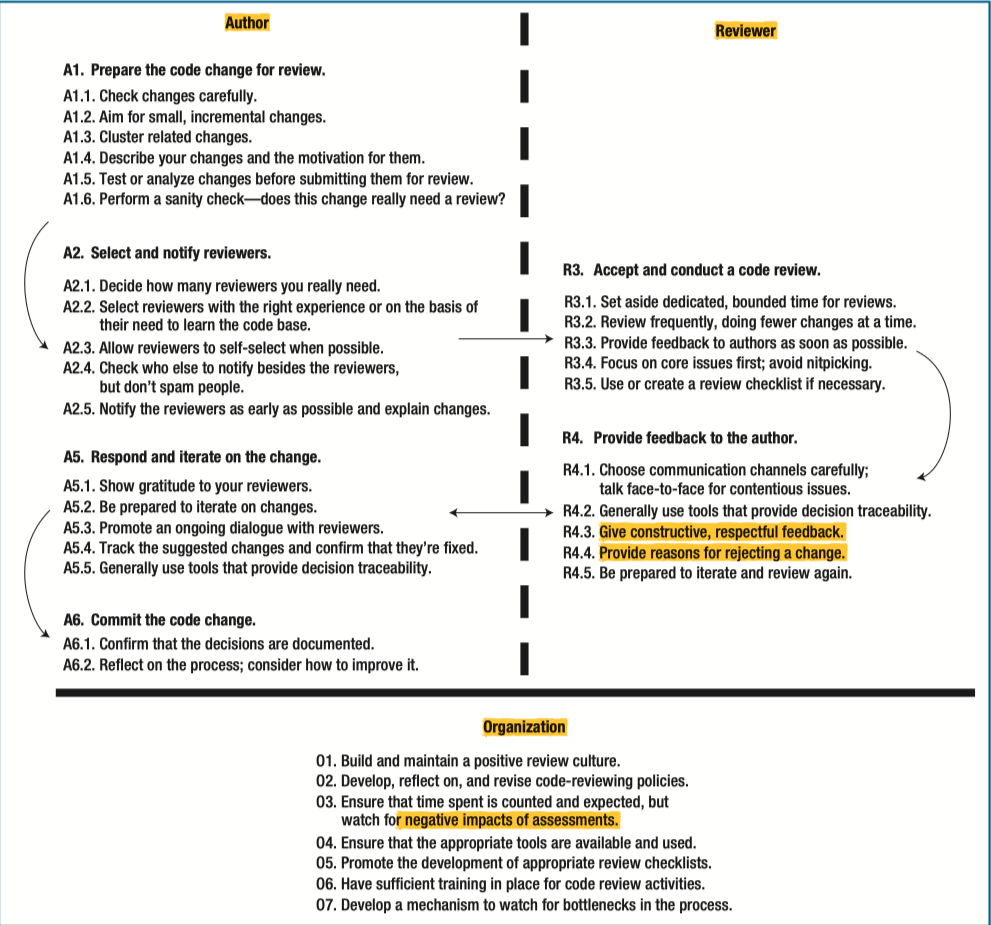 Author
A1. Prepare the code change for review.
A1.1. Check changes carefully.
A1.2. Aim for small, incremental changes.
A1.3. Cluster related changes.
A1.4. Describe your changes and the motivation for them.
A1.5. Test or analyze changes before submitting them for review.
A1.6. Perform a sanity check—does this change really need a review?
A2. Select and notify reviewers.
A2.1. Decide how many reviewers you really need.
A2.2. Select reviewers with the right experience or on the basis of
their need to learn the code base.
A2.3. Allow reviewers to self-select when possible.
A2.4. Check who else to notify besides the reviewers,
but don't spam people.
A2.5. Notify the reviewers as early as possible and explain changes.
A5. Respond and iterate on the change.
A5.1. Show gratitude to your reviewers.
A5.2. Be prepared to iterate on changes.
A5.3. Promote an ongoing dialogue with reviewers.
A5.4. Track the suggested changes and confirm that they're fixed.
A5.5. Generally use tools that provide decision traceability.
A6. Commit the code change.
A6.1. Confirm that the decisions are documented.
A6.2. Reflect on the process; consider how to improve it.
Reviewer
R3. Accept and conduct a code review.
R3.1. Set aside dedicated, bounded time for reviews.
R3.2. Review frequently, doing fewer changes at a time.
R3.3. Provide feedback to authors as soon as possible.
R3.4. Focus on core issues first; avoid nitpicking.
R3.5. Use or create a review checklist if necessary.
R4. Provide feedback to the author.
R4.1. Choose communication channels carefully;
talk face-to-face for contentious issues.
R4.2. Generally use tools that provide decision traceability.
R4.3. Give constructive, respectful feedback.
R4.4. Provide reasons for rejecting a change.
R4.5. Be prepared to iterate and review again.
Organization
O1. Build and maintain a positive review culture.
O2. Develop, reflect on, and revise code-reviewing policies.
O3. Ensure that time spent is counted and expected, but
watch for negative impacts of assessments.
O4. Ensure that the appropriate tools are available and used.
O5. Promote the development of appropriate review checklists.
O6. Have sufficient training in place for code review activities.
O7. Develop a mechanism to watch for bottlenecks in the process.